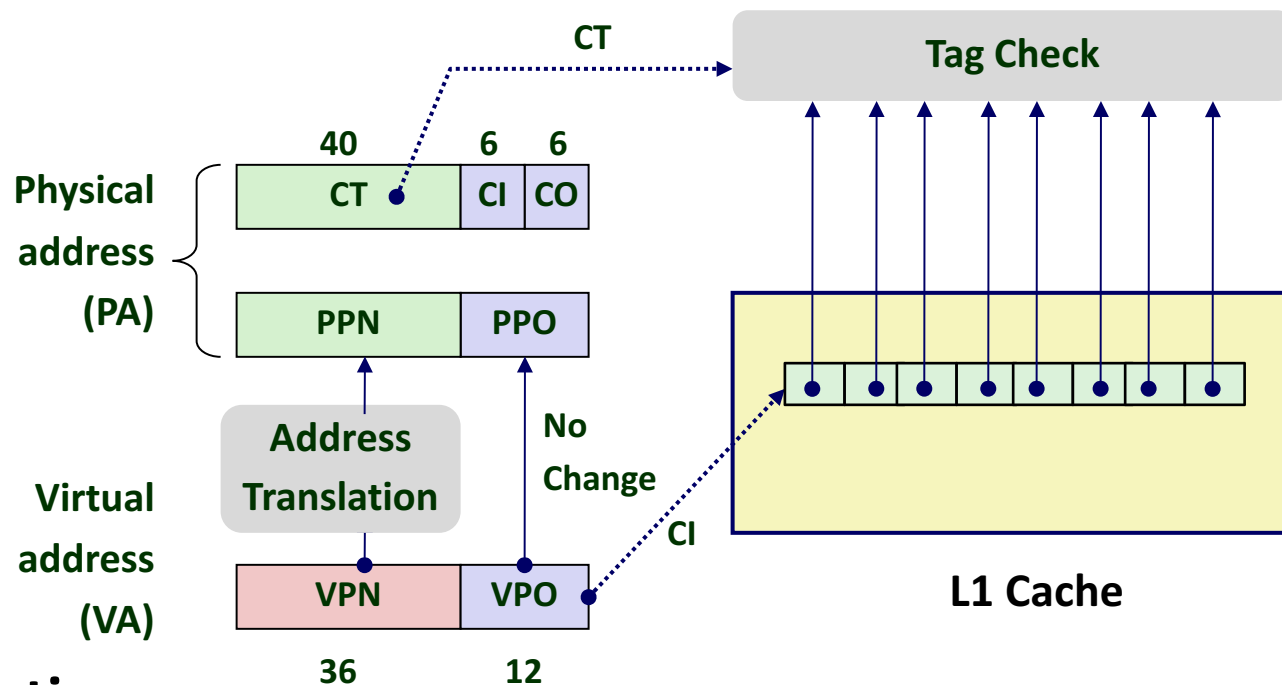 CT
Tag Check
40 6 6
Physical address (PA)
CT CI CO
PPN PPO
Address Translation
No Change
Virtual address (VA)
CI
VPN VPO
L1 Cache
36 12